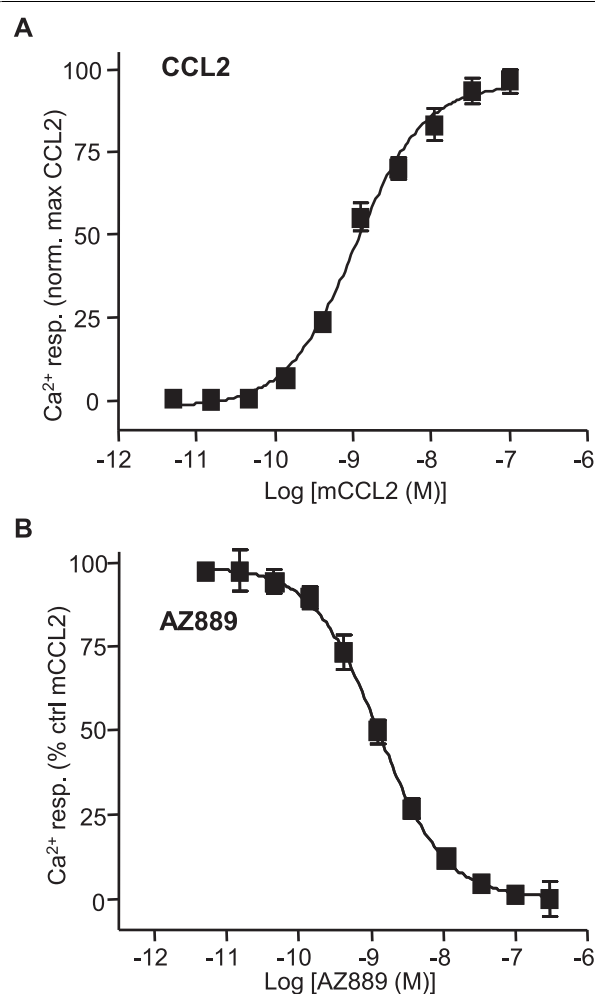 A
CCL2
Ca²⁺ resp. (norm. max CCL2)
100
75
50
25
0
-12 -11 -10 -9 -8 -7 -6
Log [mCCL2 (M)]
B
AZ889
Ca²⁺ resp. (% ctrl mCCL2)
100
75
50
25
0
-12 -11 -10 -9 -8 -7 -6
Log [AZ889 (M)]